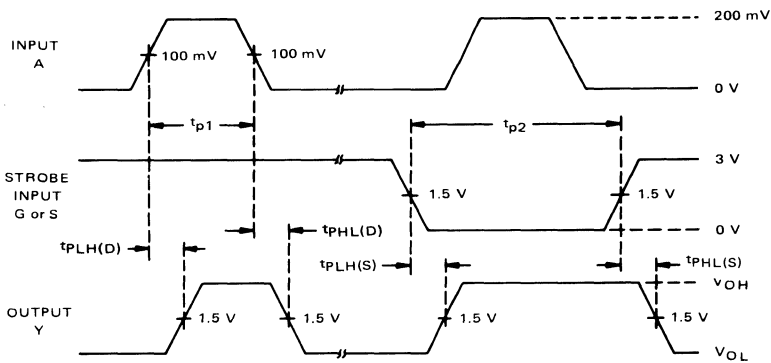 200 mV
INPUT
A
100 mV
100 mV
0 V
tp1
tp2
3 V
STROBE
INPUT
G or S
1.5 V
1.5 V
0 V
tPLH(D)
tPHL(D)
tPLH(S)
tPHL(S)
VOH
OUTPUT
Y
1.5 V
1.5 V
1.5 V
1.5 V
VOL